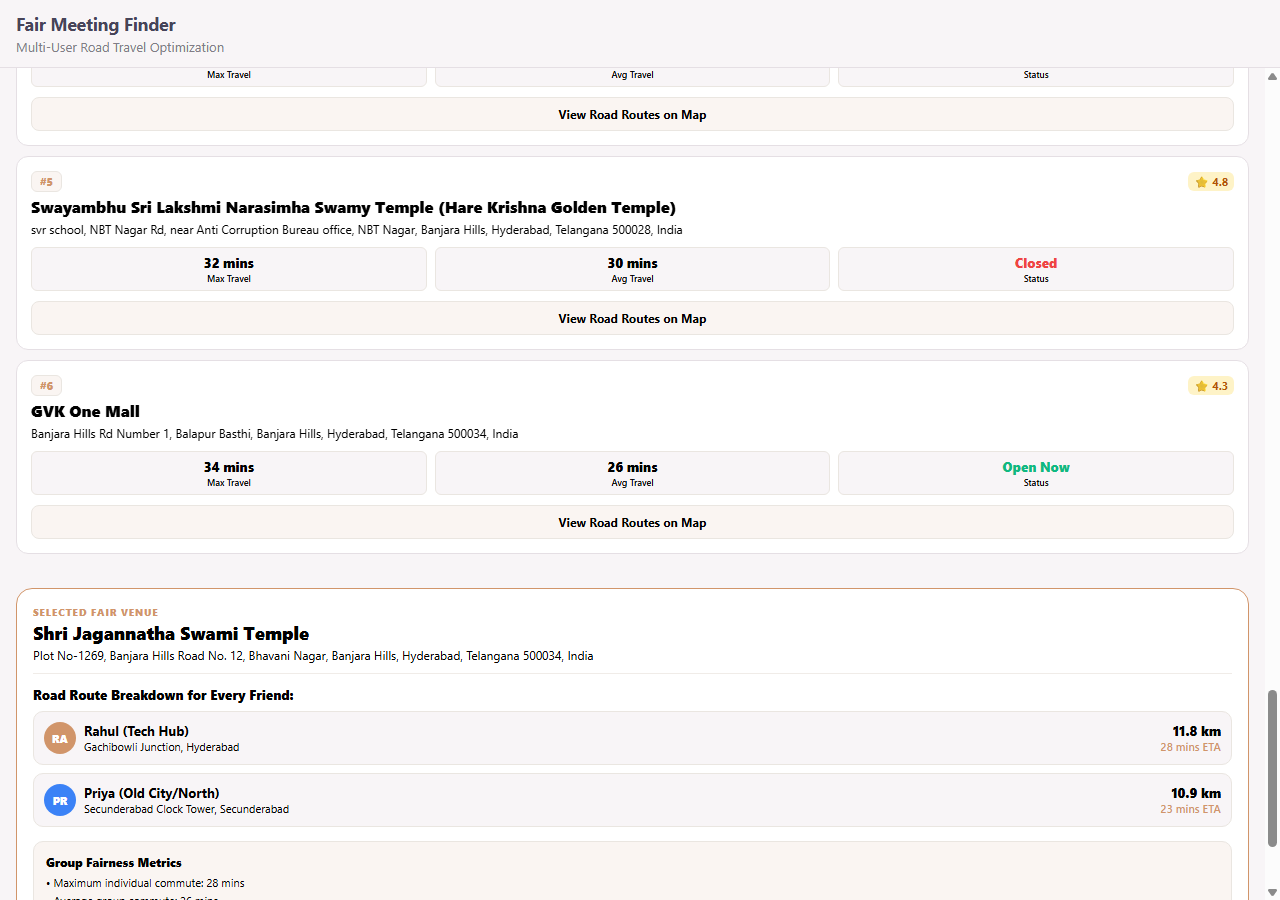 Fair Meeting Finder
Multi-User Road Travel Optimization
Max Travel
Avg Travel
Status
View Road Routes on Map
#5
4.8
Swayambhu Sri Lakshmi Narasimha Swamy Temple (Hare Krishna Golden Temple)
svr school, NBT Nagar Rd, near Anti Corruption Bureau office, NBT Nagar, Banjara Hills, Hyderabad, Telangana 500028, India
32 mins
Max Travel
30 mins
Avg Travel
Closed
Status
View Road Routes on Map
#6
4.3
GVK One Mall
Banjara Hills Rd Number 1, Balapur Basthi, Banjara Hills, Hyderabad, Telangana 500034, India
34 mins
Max Travel
26 mins
Avg Travel
Open Now
Status
View Road Routes on Map
SELECTED FAIR VENUE
Shri Jagannatha Swami Temple
Plot No-1269, Banjara Hills Road No. 12, Bhavani Nagar, Banjara Hills, Hyderabad, Telangana 500034, India
Road Route Breakdown for Every Friend:
RA
Rahul (Tech Hub)
Gachibowli Junction, Hyderabad
11.8 km
28 mins ETA
PR
Priya (Old City/North)
Secunderabad Clock Tower, Secunderabad
10.9 km
23 mins ETA
Group Fairness Metrics
• Maximum individual commute: 28 mins
• Average group commute: 26 mins